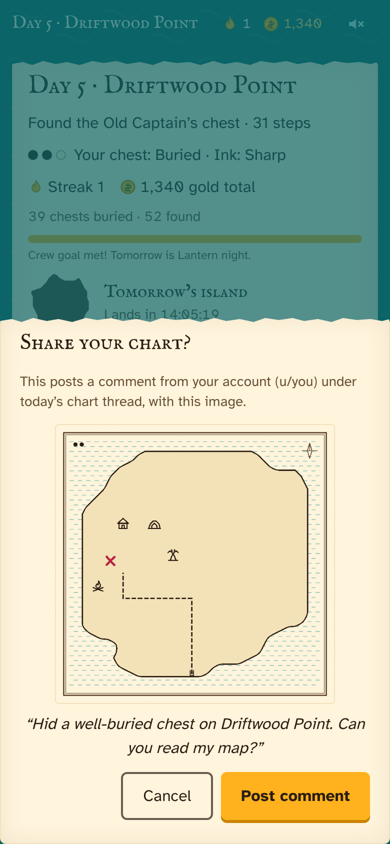 Day 5 · Driftwood Point 1 1,340
Day 5 · Driftwood Point
Found the Old Captain's chest · 31 steps
Your chest: Buried · Ink: Sharp
Streak 1 1,340 gold total
39 chests buried · 52 found
Crew goal met! Tomorrow is Lantern night.
Tomorrow's island
Lands in 14:05:19
Share your chart?
This posts a comment from your account (u/you) under
today's chart thread, with this image.
“Hid a well-buried chest on Driftwood Point. Can
you read my map?”
Cancel Post comment